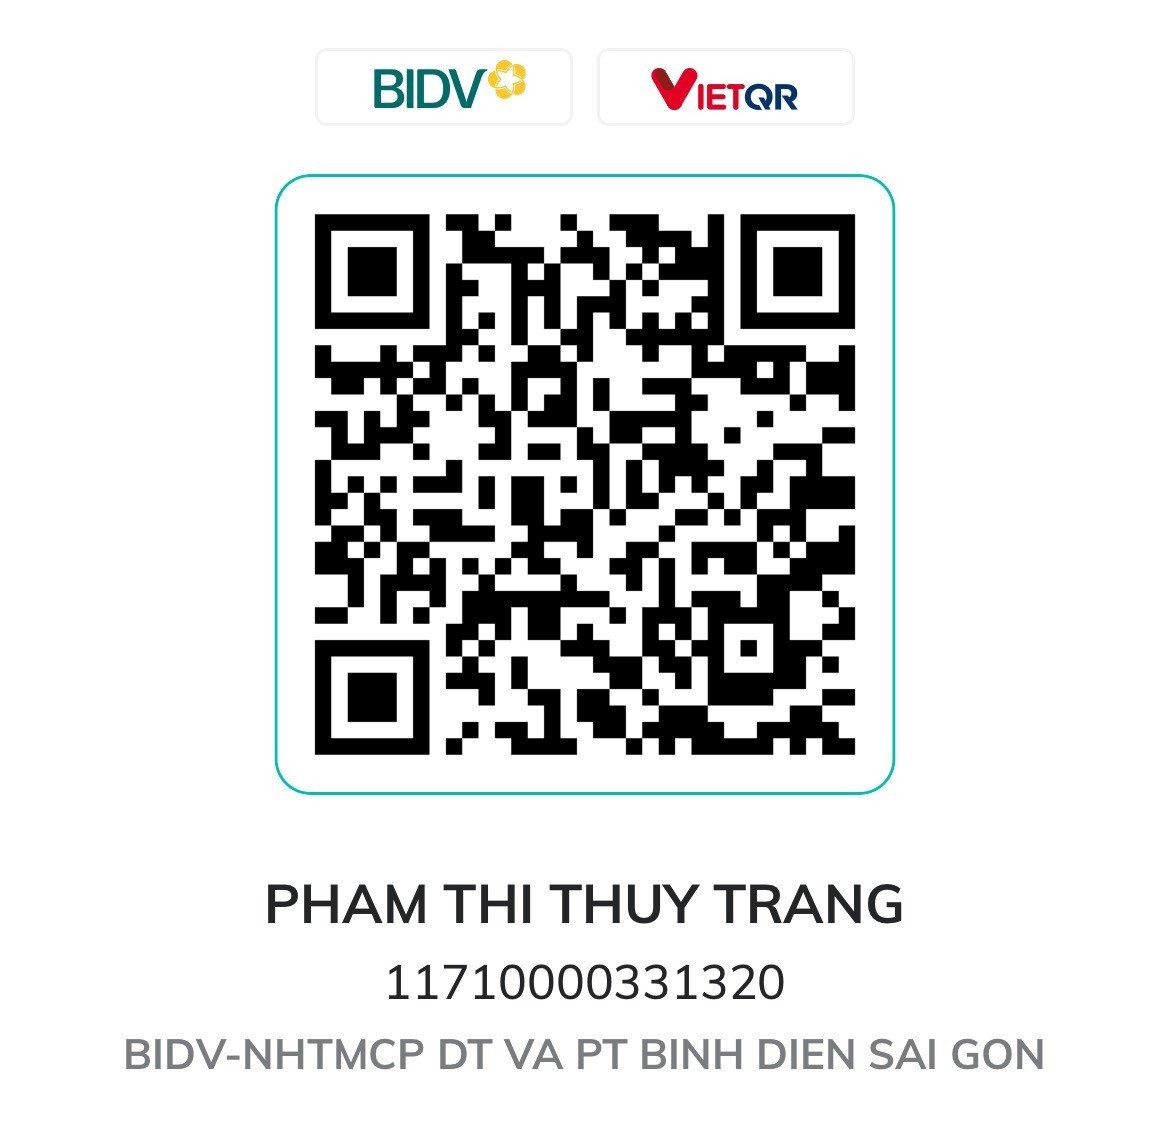 BIDV
VIETQR
PHAM THI THUY TRANG
11710000331320
BIDV-NHTMCP DT VA PT BINH DIEN SAI GON